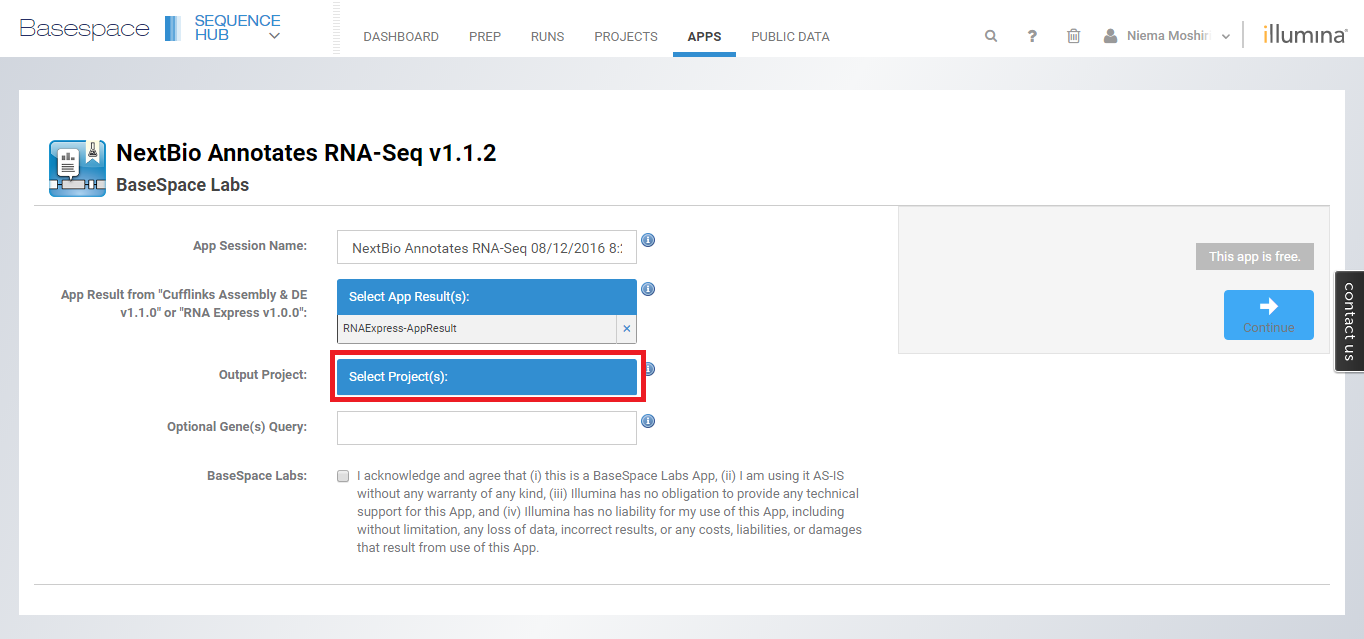 Basespace
SEQUENCE
HUB
DASHBOARD
PREP
RUNS
PROJECTS
APPS
PUBLIC DATA
?
Niema Moshiri
illumina
NextBio Annotates RNA-Seq v1.1.2
BaseSpace Labs
App Session Name:
NextBio Annotates RNA-Seq 08/12/2016 8:
App Result from "Cufflinks Assembly & DE
v1.1.0" or "RNA Express v1.0.0":
Select App Result(s):
RNAExpress-AppResult
×
Output Project:
Select Project(s):
Optional Gene(s) Query:
BaseSpace Labs:
I acknowledge and agree that (i) this is a BaseSpace Labs App, (ii) I am using it AS-IS
without any warranty of any kind, (iii) Illumina has no obligation to provide any technical
support for this App, and (iv) Illumina has no liability for my use of this App, including
without limitation, any loss of data, incorrect results, or any costs, liabilities, or damages
that result from use of this App.
This app is free.
Continue
contact us